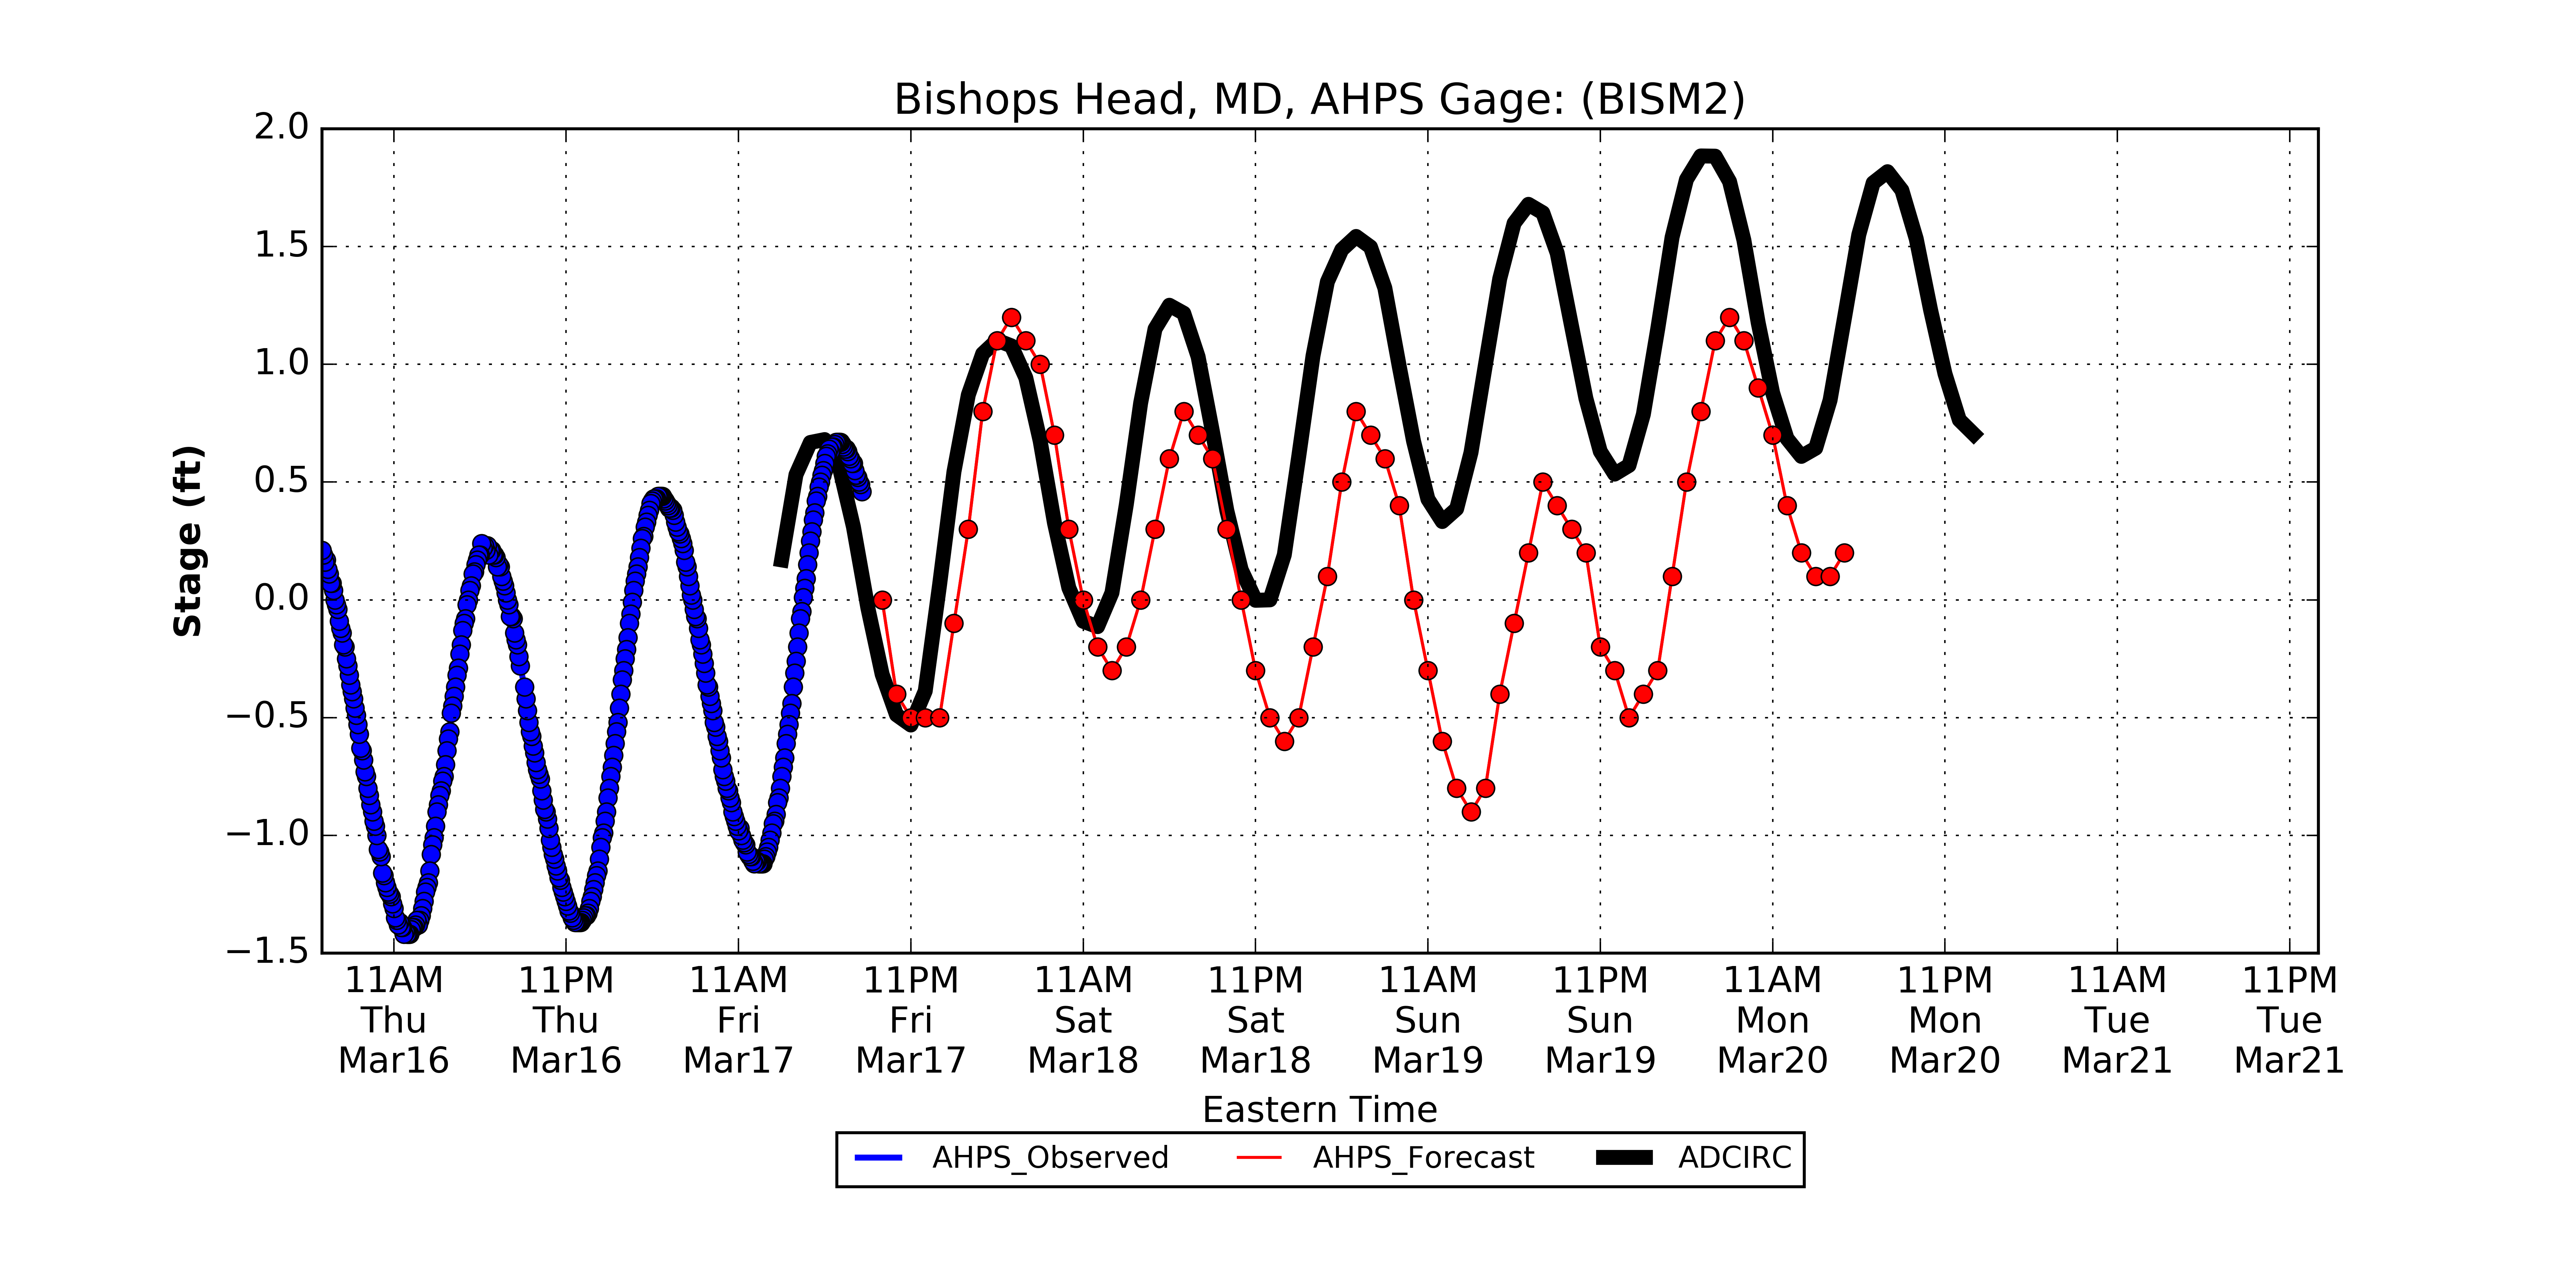 Bishops Head, MD, AHPS Gage: (BISM2)
Stage (ft)
2.0
1.5
1.0
0.5
0.0
−0.5
−1.0
−1.5
11AM 11PM 11AM 11PM 11AM 11PM 11AM 11PM 11AM 11PM 11AM 11PM
Thu Thu Fri Fri Sat Sat Sun Sun Mon Mon Tue Tue
Mar16 Mar16 Mar17 Mar17 Mar18 Mar18 Mar19 Mar19 Mar20 Mar20 Mar21 Mar21
Eastern Time
AHPS_Observed AHPS_Forecast ADCIRC